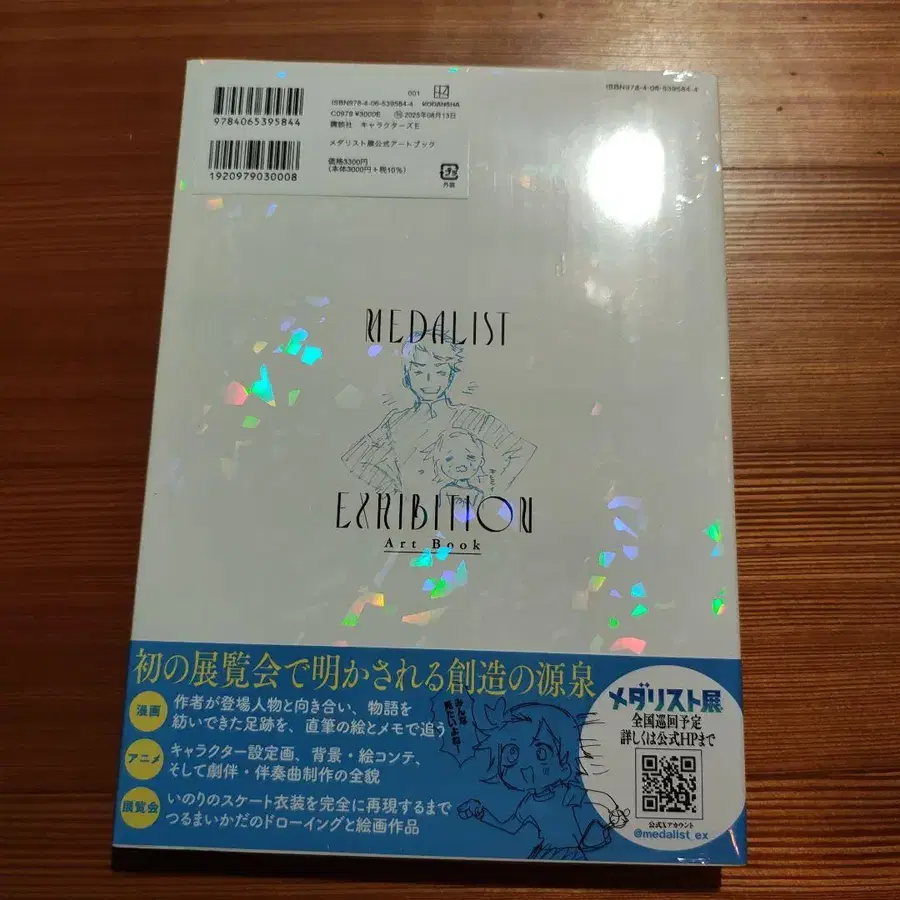 9784065395844
1920979030008
001
ISBN978-4-06-539584-4 KODANSHA
C0979 ¥3000E 2025年08月13日
講談社 キャラクターズE
メダリスト展公式アートブック
価格3300円
(本体3000円+税10%)
外装
ISBN978-4-06-539584-4
MEDALIST
EXHIBITION
Art Book
初の展覧会で明かされる創造の源泉
漫画 作者が登場人物と向き合い、物語を
紡いできた足跡を、直筆の絵とメモで追う
アニメ キャラクター設定画、背景・絵コンテ、
そして劇伴・伴奏曲制作の全貌
展覧会 いのりのスケート衣装を完全に再現するまで
つるまいかだのドローイングと絵画作品
みんな
見たいよな…
メダリスト展
全国巡回予定
詳しくは公式HPまで
公式Xアカウント
@medalist_ex